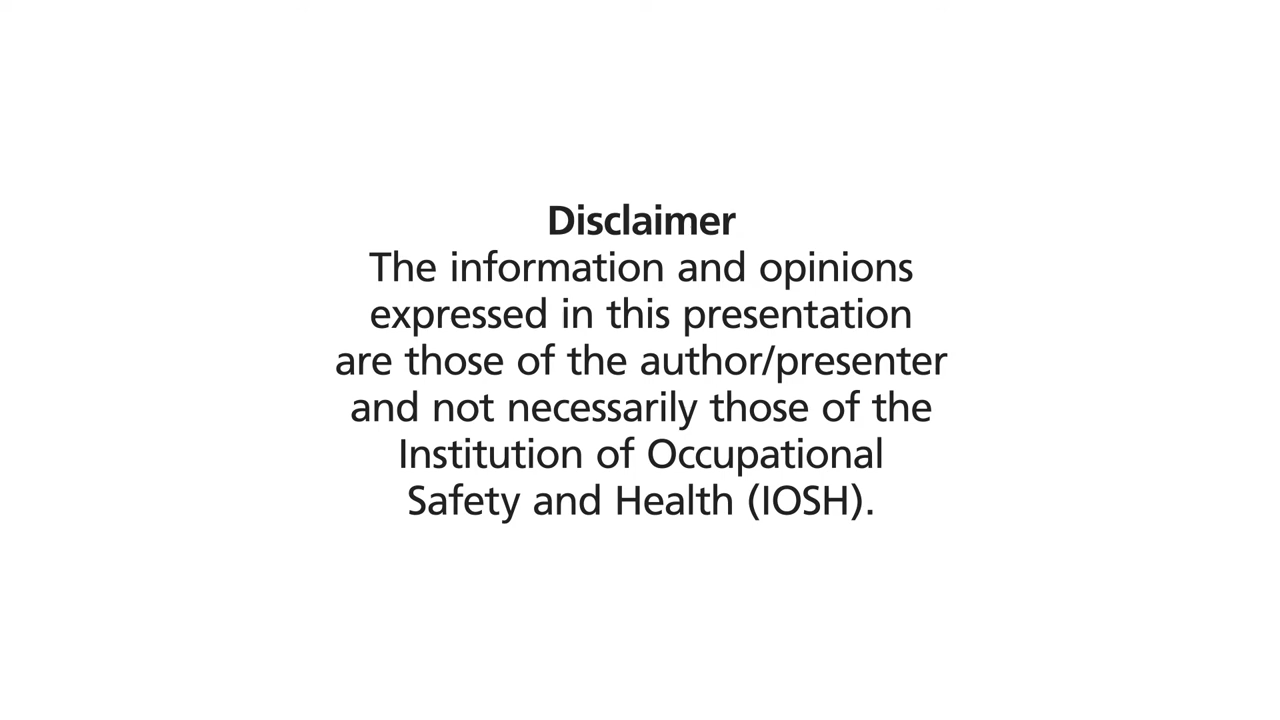 Disclaimer
The information and opinions
expressed in this presentation
are those of the author/presenter
and not necessarily those of the
Institution of Occupational
Safety and Health (IOSH).